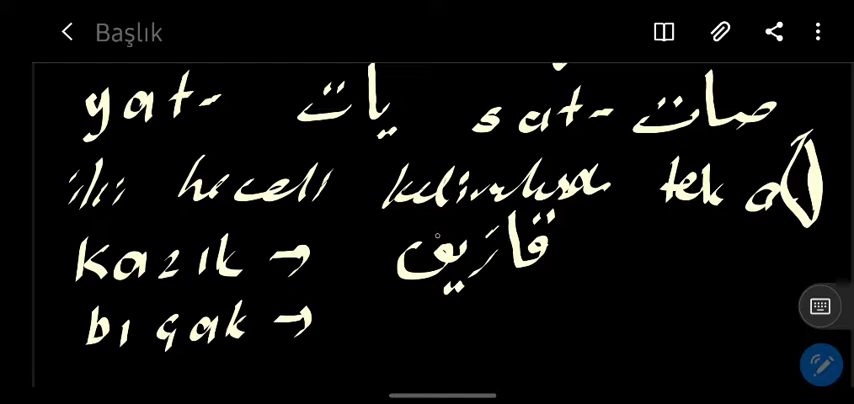 Başlık
yat- يات sat- صات
iki heceli kelimelerde tek a
kazık → قازيق
bıçak →